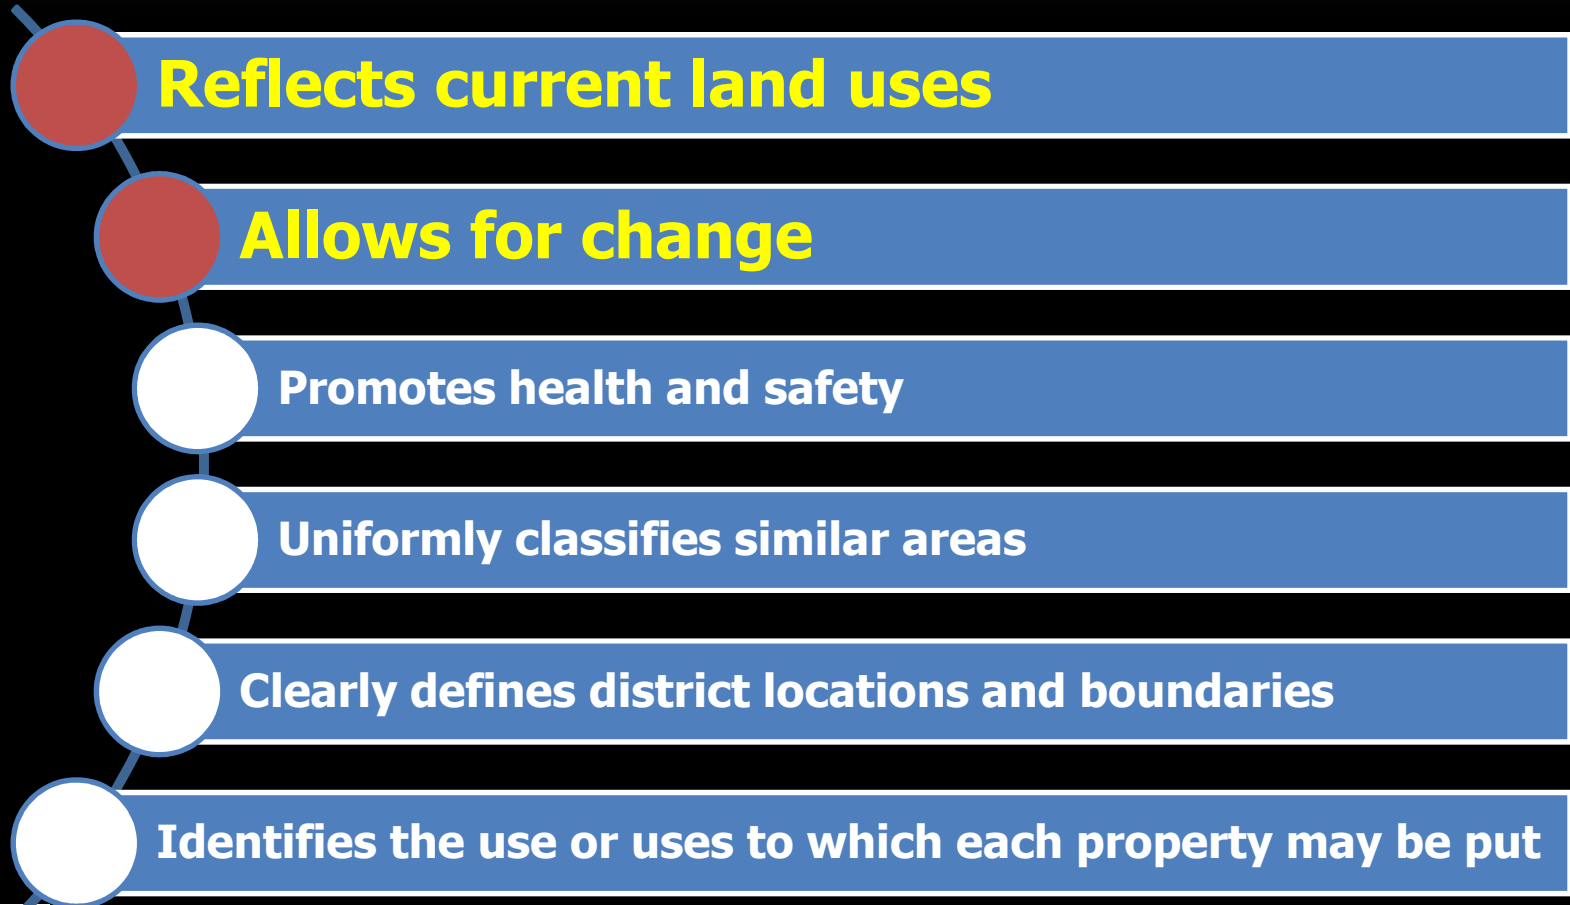 Reflects current land uses
Allows for change
Promotes health and safety
Uniformly classifies similar areas
Clearly defines district locations and boundaries
Identifies the use or uses to which each property may be put